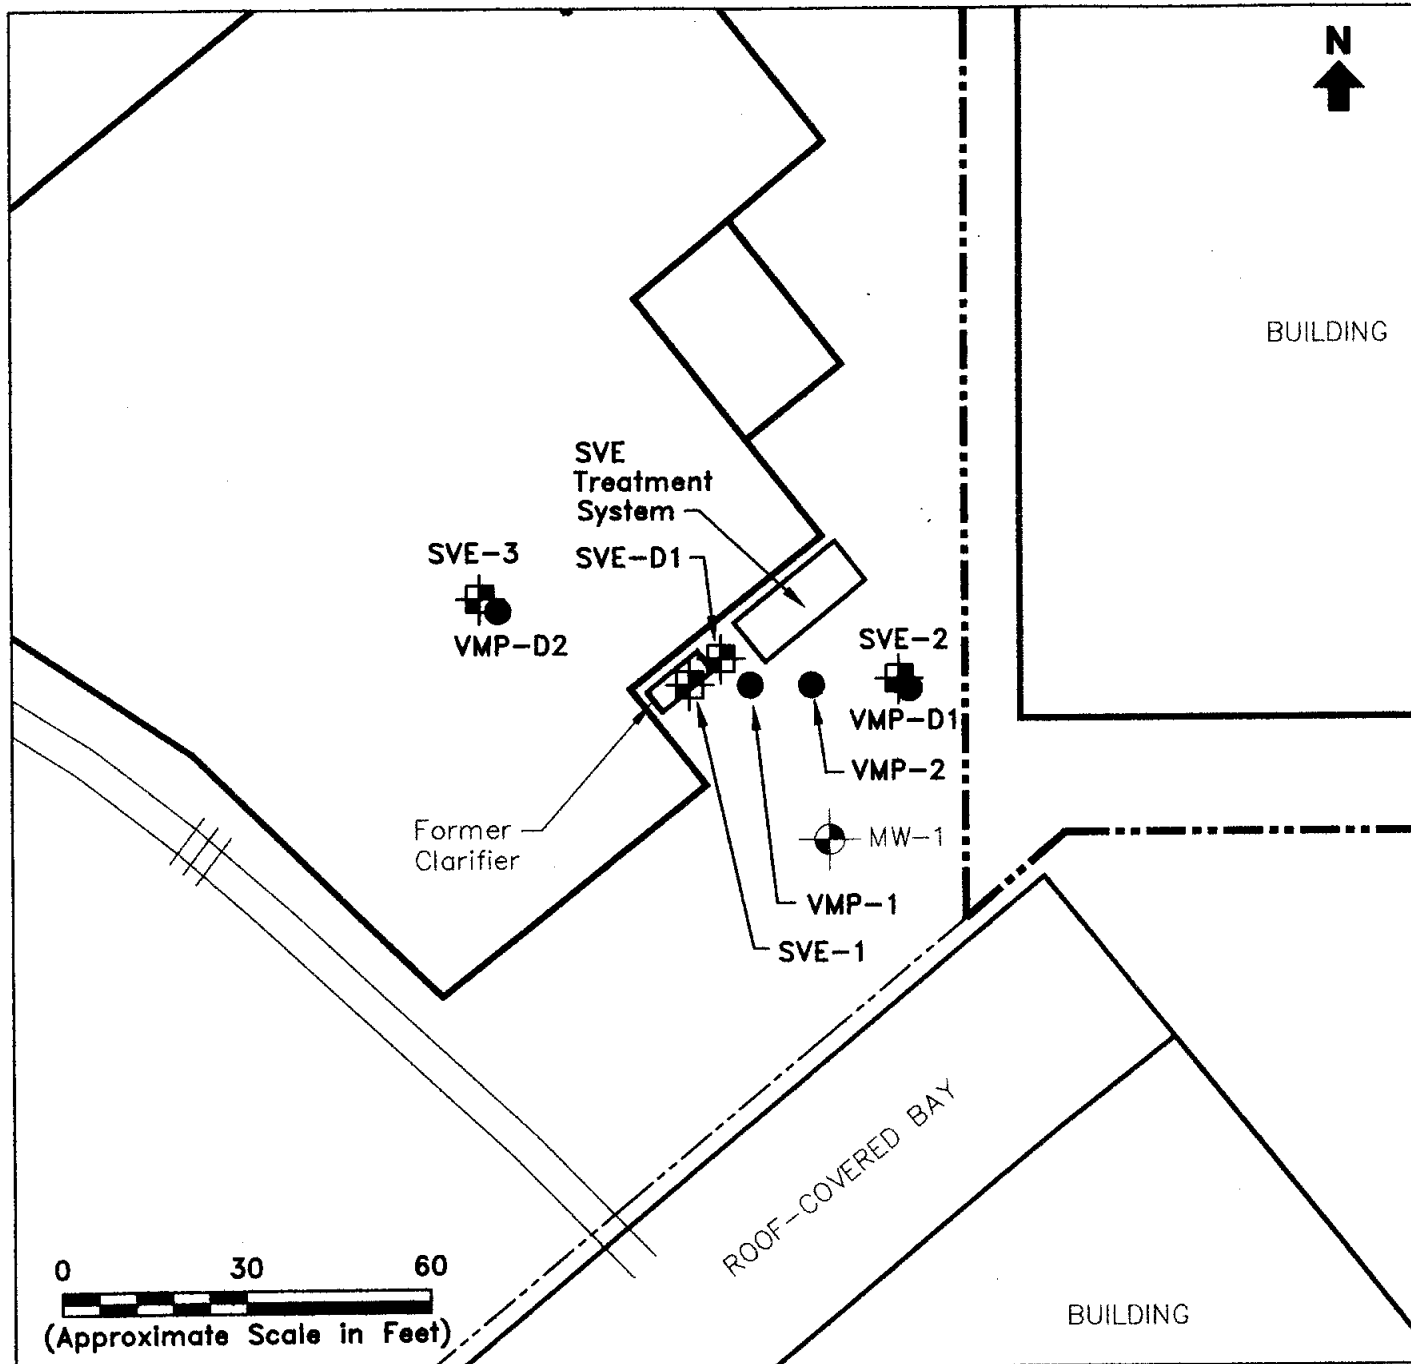 N
BUILDING
SVE
Treatment
System
SVE-3
SVE-D1
VMP-D2
SVE-2
VMP-D1
VMP-2
Former
Clarifier
MW-1
VMP-1
SVE-1
ROOF-COVERED BAY
0 30 60
(Approximate Scale in Feet)
BUILDING